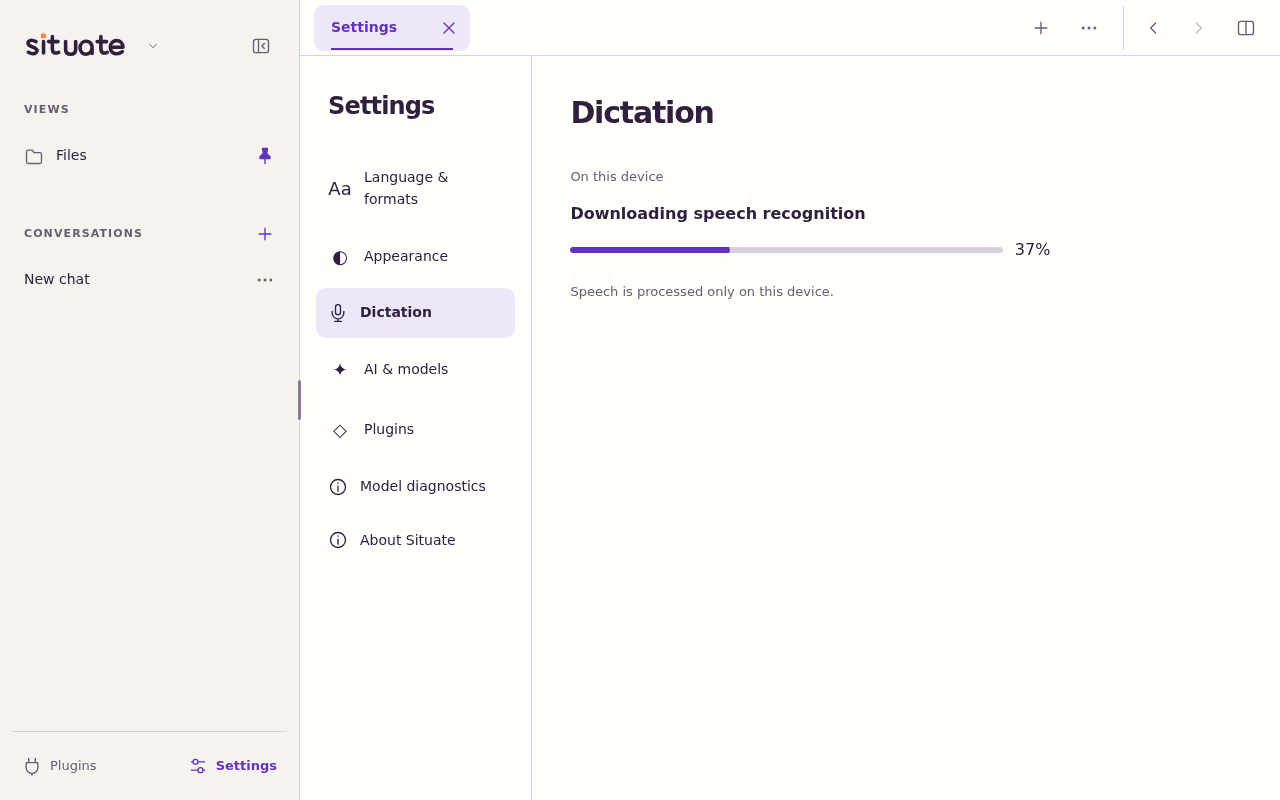 situate
VIEWS
Files
CONVERSATIONS
New chat
Plugins
Settings
Settings
Settings
Aa
Language &
formats
Appearance
Dictation
AI & models
Plugins
Model diagnostics
About Situate
Dictation
On this device
Downloading speech recognition
37%
Speech is processed only on this device.